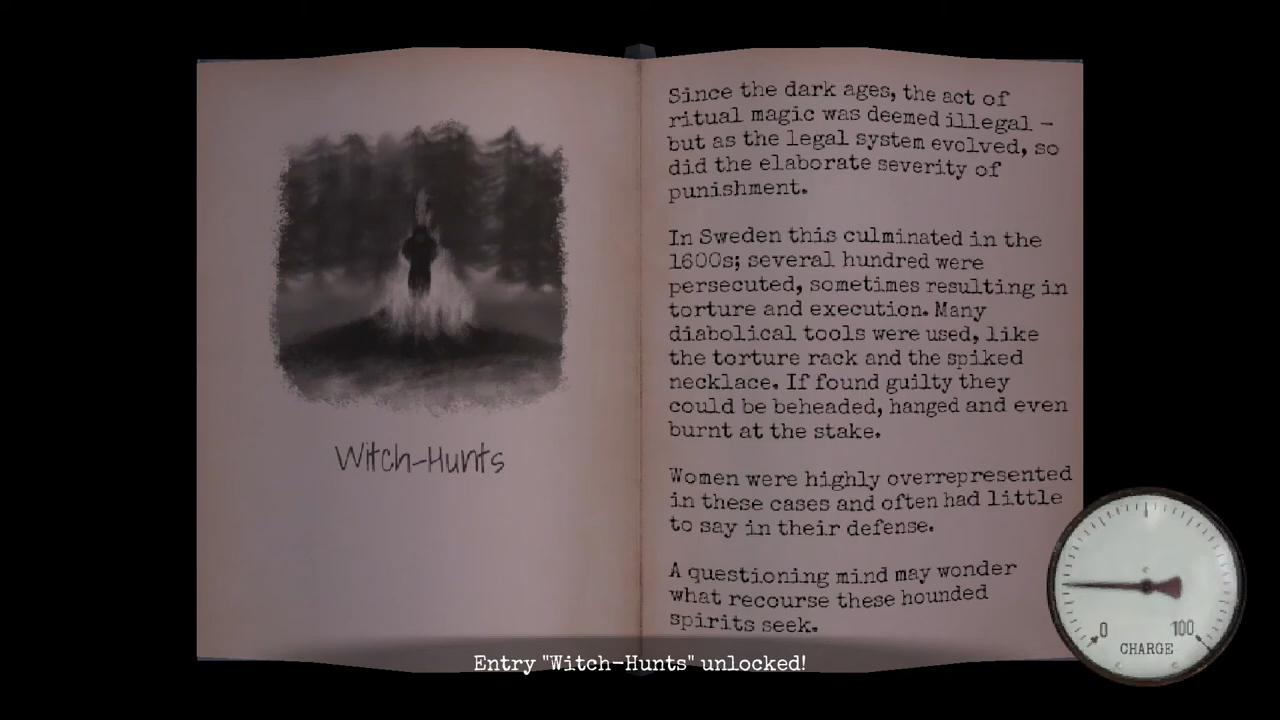 Witch-Hunts
Since the dark ages, the act of
ritual magic was deemed illegal –
but as the legal system evolved, so
did the elaborate severity of
punishment.
In Sweden this culminated in the
1600s; several hundred were
persecuted, sometimes resulting in
torture and execution. Many
diabolical tools were used, like
the torture rack and the spiked
necklace. If found guilty they
could be beheaded, hanged and even
burnt at the stake.
Women were highly overrepresented
in these cases and often had little
to say in their defense.
A questioning mind may wonder
what recourse these hounded
spirits seek.
0 100
CHARGE
Entry "Witch-Hunts" unlocked!